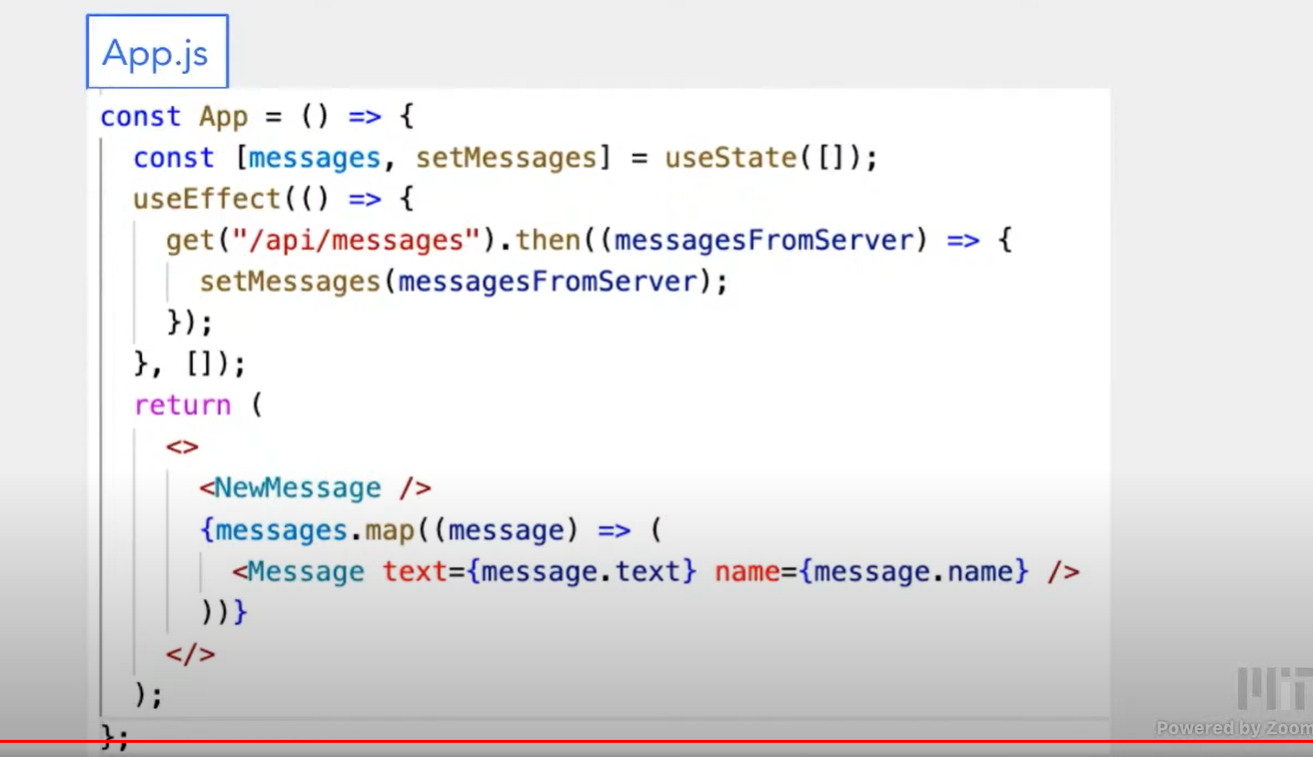 App.js
const App = () => {
  const [messages, setMessages] = useState([]);
  useEffect(() => {
    get("/api/messages").then((messagesFromServer) => {
      setMessages(messagesFromServer);
    });
  }, []);
  return (
    <>
      <NewMessage />
      {messages.map((message) => (
        <Message text={message.text} name={message.name} />
      ))}
    </>
  );
};
MIT
Powered by Zoom